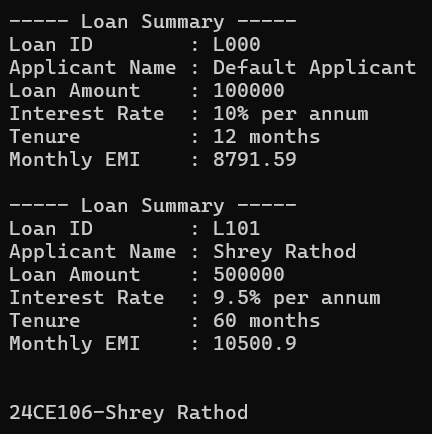 ----- Loan Summary -----
Loan ID        : L000
Applicant Name : Default Applicant
Loan Amount    : 100000
Interest Rate  : 10% per annum
Tenure         : 12 months
Monthly EMI    : 8791.59
----- Loan Summary -----
Loan ID        : L101
Applicant Name : Shrey Rathod
Loan Amount    : 500000
Interest Rate  : 9.5% per annum
Tenure         : 60 months
Monthly EMI    : 10500.9
24CE106-Shrey Rathod